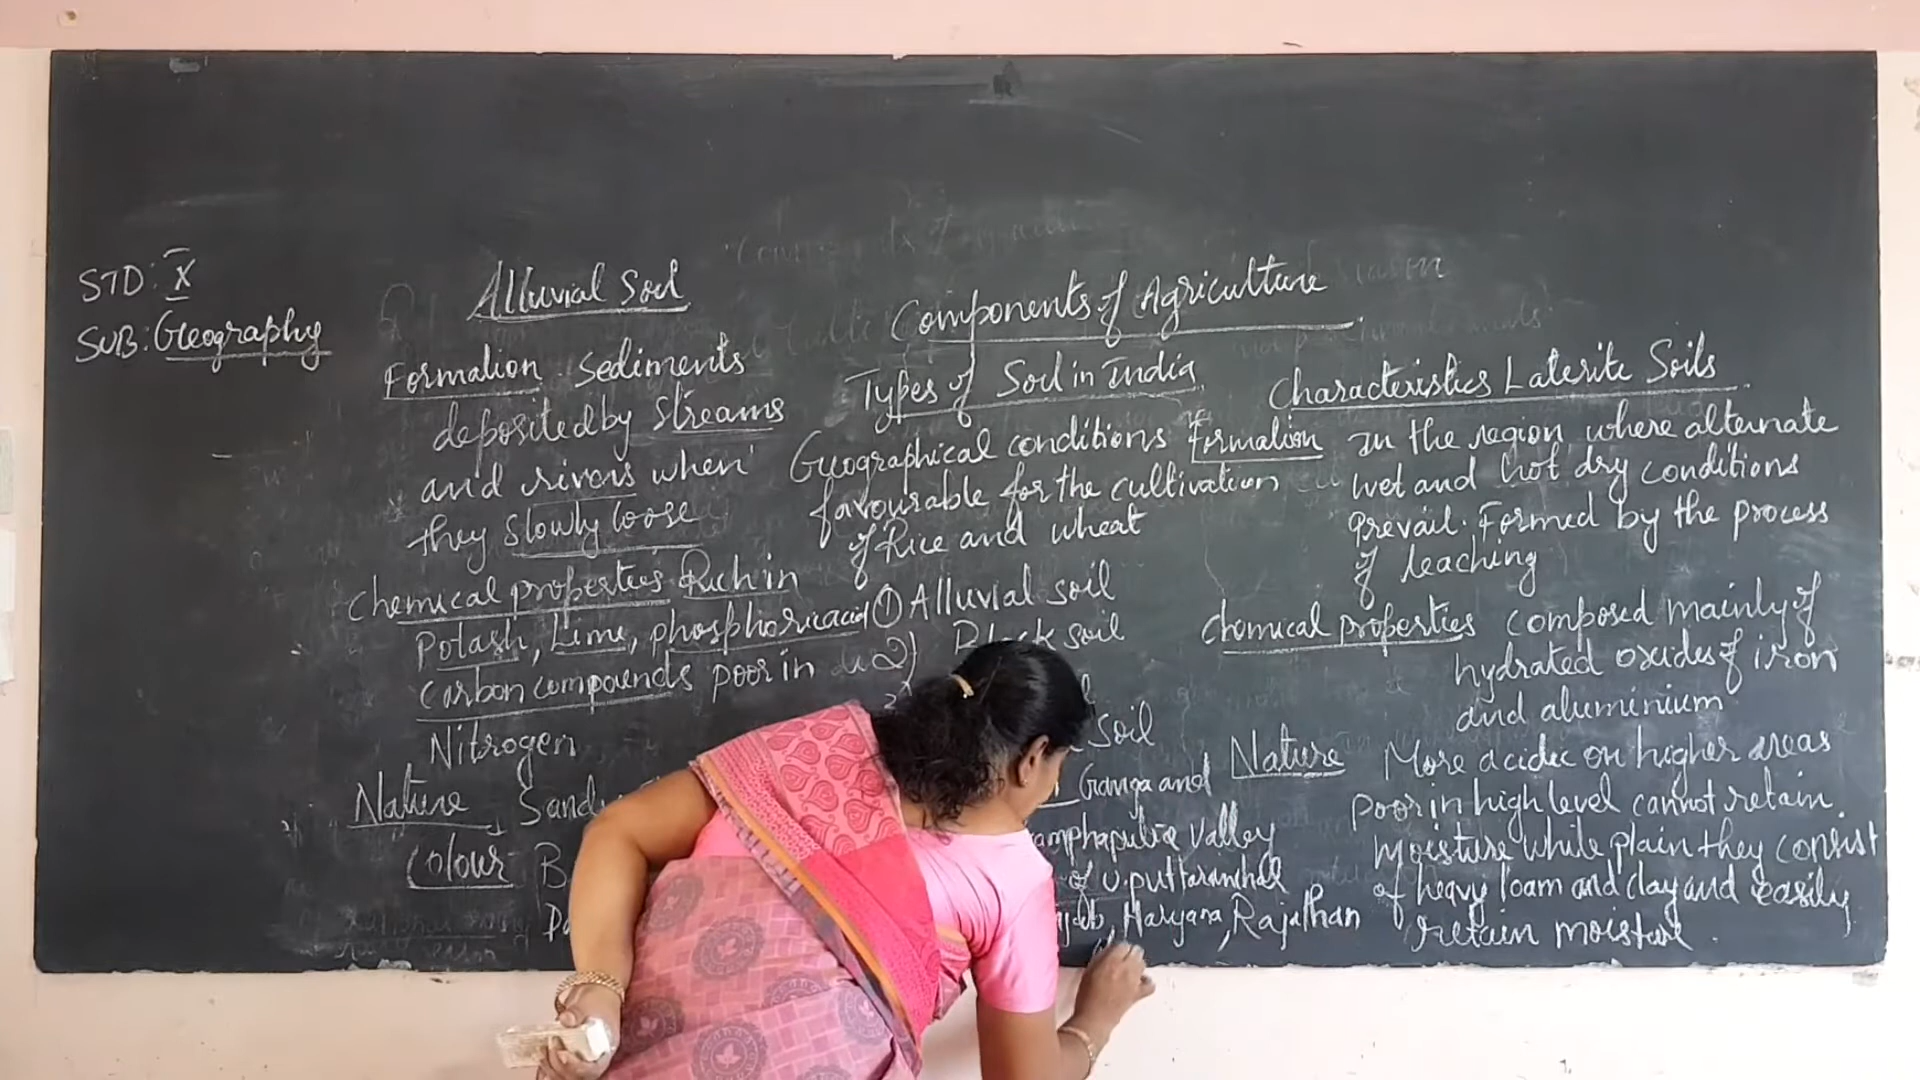 STD: X
SUB: Geography
Alluvial Soil
Formation Sediments
deposited by Streams
and rivers when
they slowly loose
Chemical properties Rich in
Potash, Lime, phosphoric acid
carbon compounds poor in
Nitrogen
Nature Sandy
Colour B
Components of Agriculture
Types of Soil in India
Geographical conditions
favourable for the cultivation
of Rice and wheat
① Alluvial soil
2) Black soil
soil
Ganga and
Valley
of U.P uttaranchal
Haryana, Rajathan
Characteristics Laterite Soils
Formation In the region where alternate
wet and hot dry conditions
prevail. Formed by the process
of leaching
Chemical properties composed mainly of
hydrated oxides of iron
and aluminium
Nature More acidic on higher areas
Poor in high level cannot retain
Moisture while plain they consist
of heavy loam and clay and easily
retain moisture.